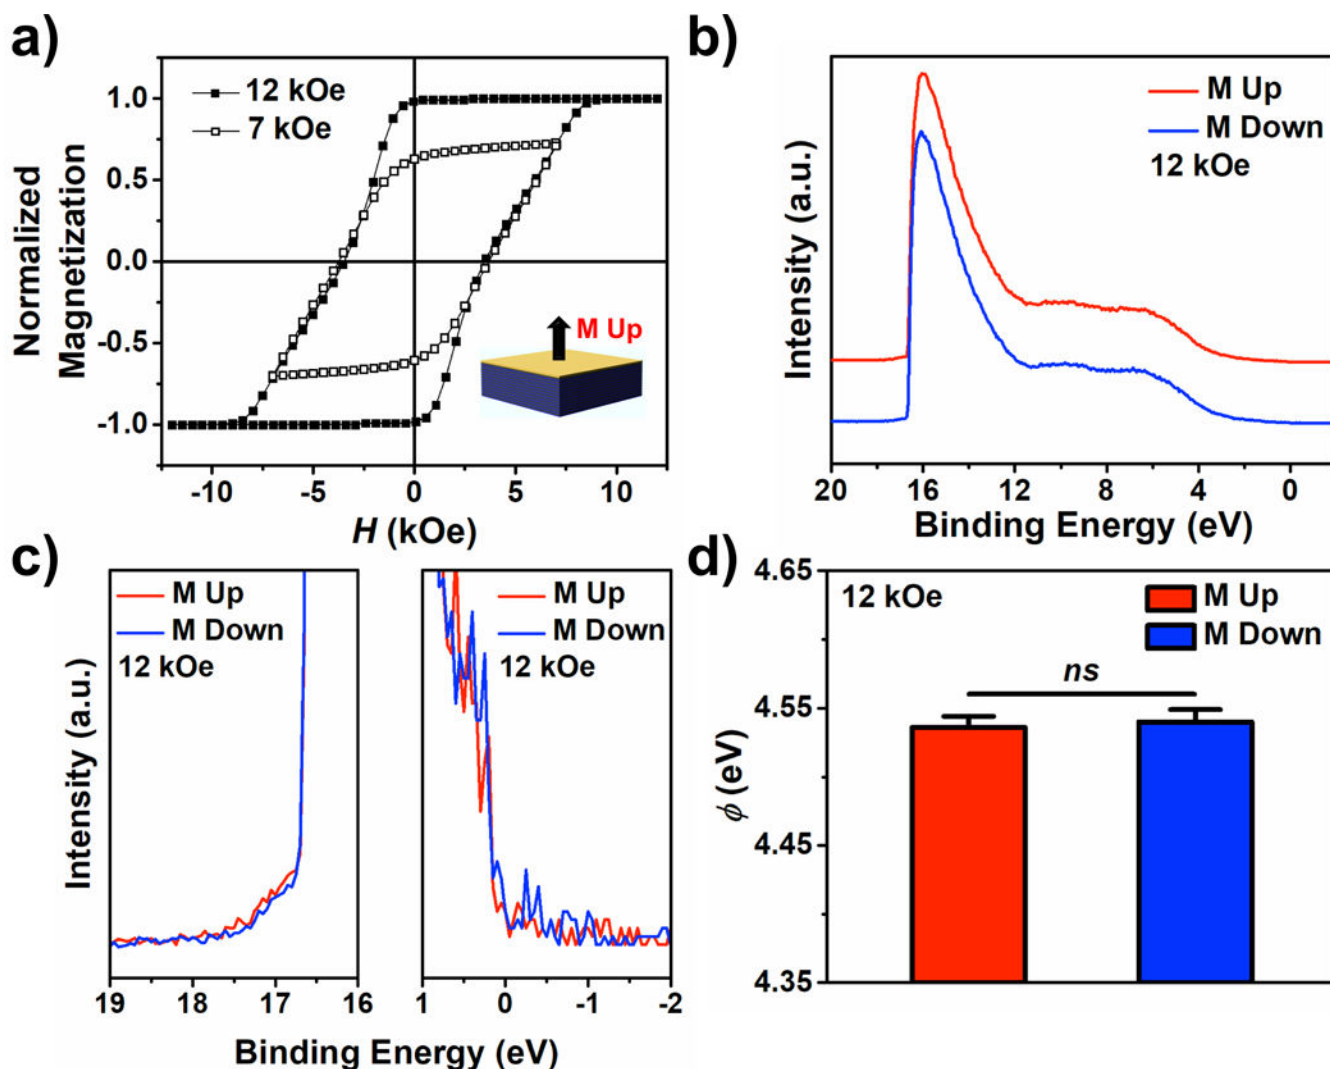 a)
12 kOe
7 kOe
1.0
0.5
0.0
-0.5
-1.0
Normalized
Magnetization
M Up
-10
-5
0
5
10
H (kOe)
b)
M Up
M Down
12 kOe
Intensity (a.u.)
20
16
12
8
4
0
Binding Energy (eV)
c)
M Up
M Down
12 kOe
M Up
M Down
12 kOe
Intensity (a.u.)
19
18
17
16
1
0
-1
-2
Binding Energy (eV)
d)
12 kOe
M Up
M Down
ns
4.65
4.55
4.45
4.35
ϕ (eV)